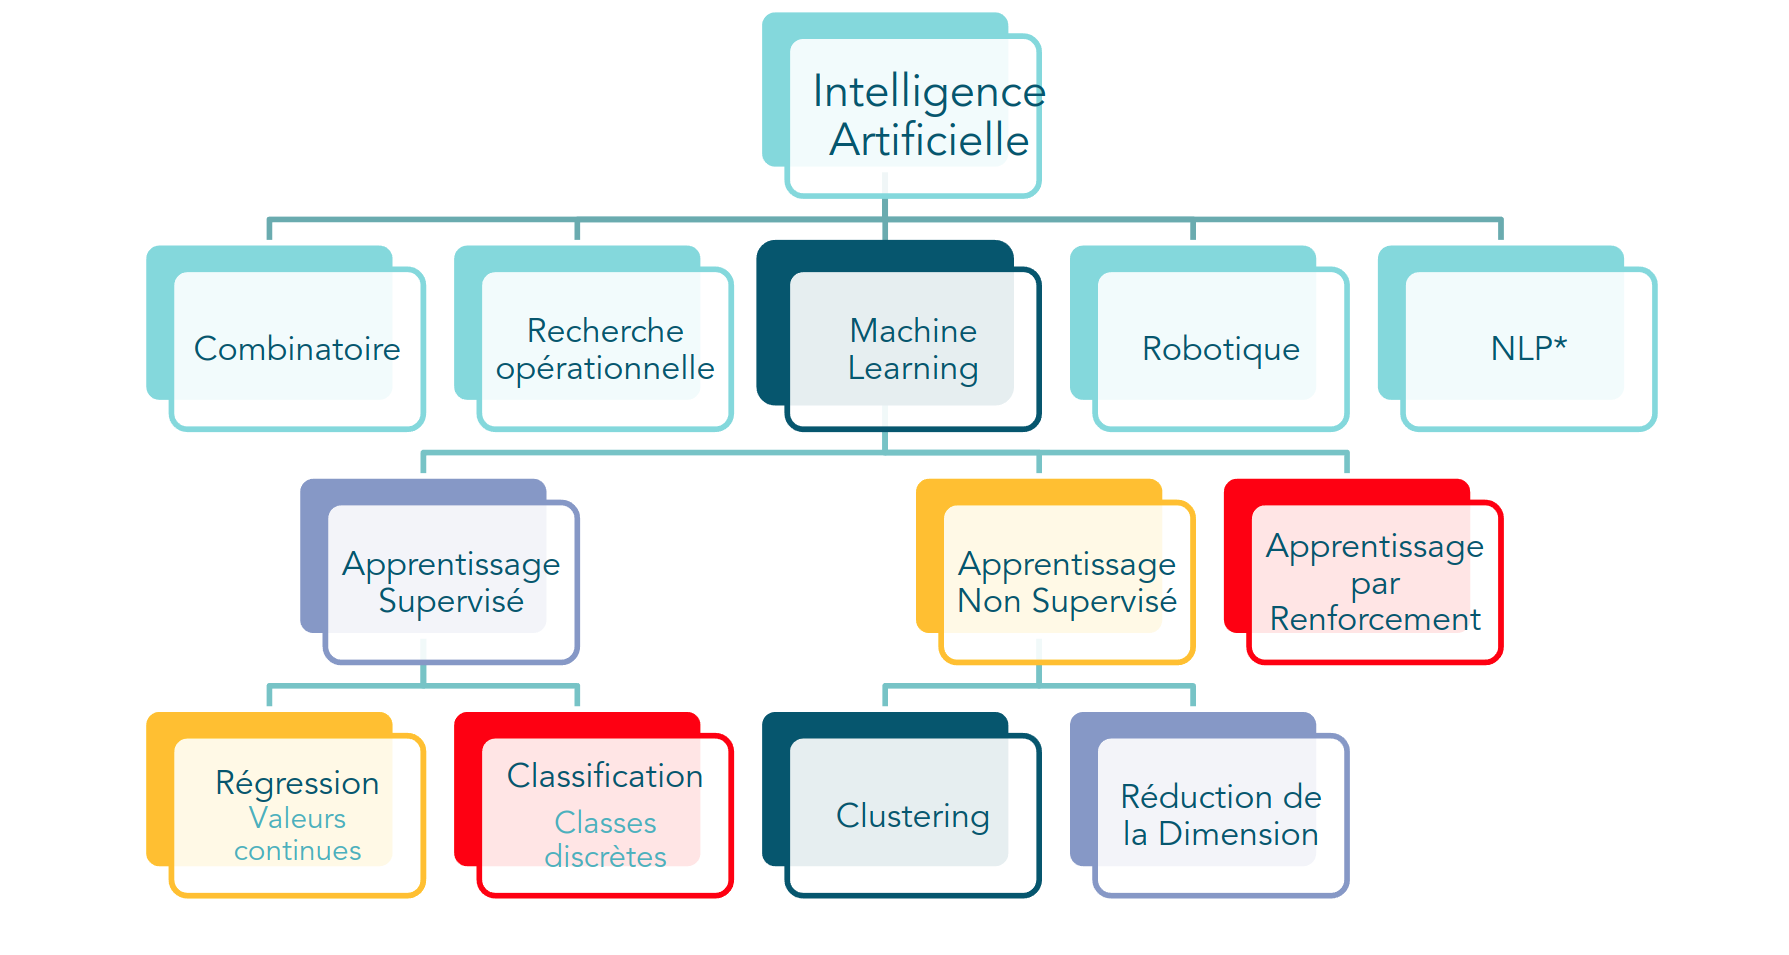 Intelligence
Artificielle
Combinatoire
Recherche
opérationnelle
Machine
Learning
Robotique
NLP*
Apprentissage
Supervisé
Apprentissage
Non Supervisé
Apprentissage
par
Renforcement
Régression
Valeurs
continues
Classification
Classes
discrètes
Clustering
Réduction de
la Dimension